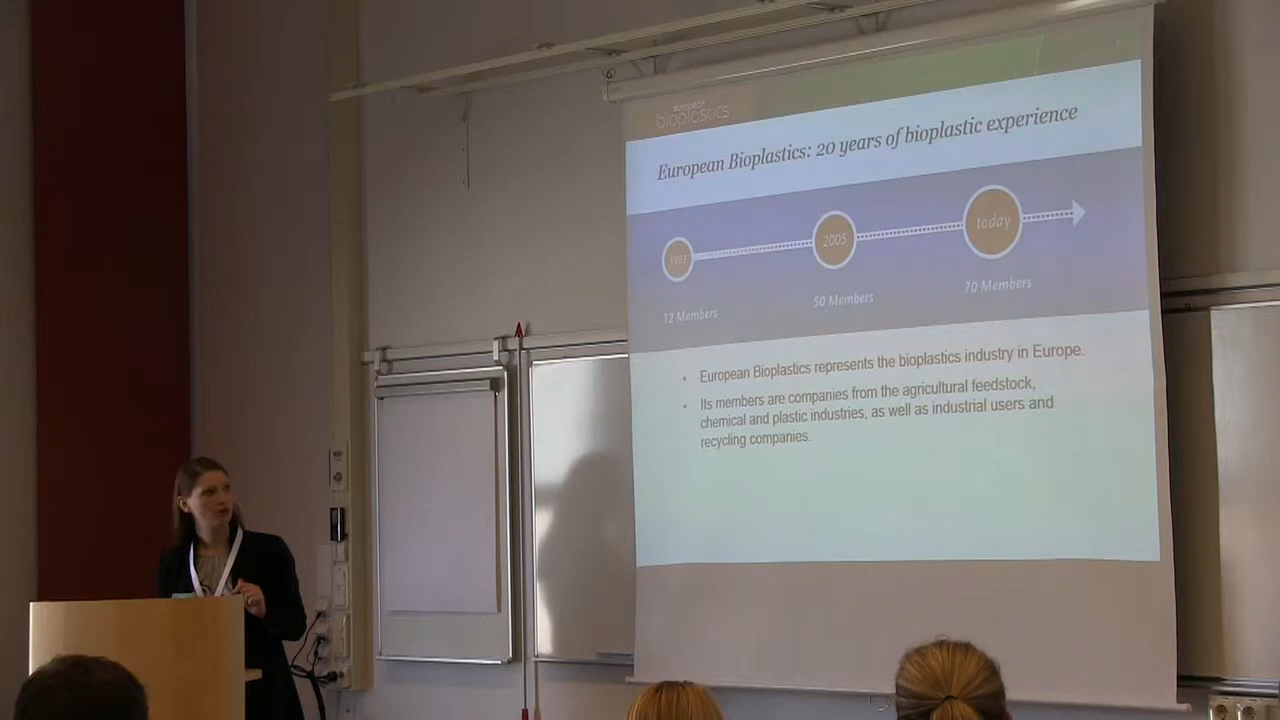 european
bioplastics
European Bioplastics: 20 years of bioplastic experience
1993
2005
today
12 Members
50 Members
70 Members
• European Bioplastics represents the bioplastics industry in Europe.
• Its members are companies from the agricultural feedstock,
chemical and plastic industries, as well as industrial users and
recycling companies.